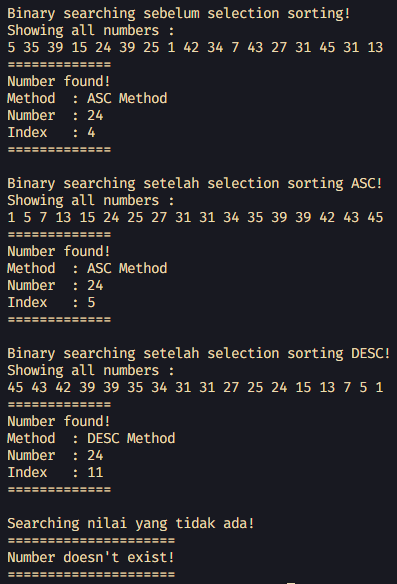 Binary searching sebelum selection sorting!
Showing all numbers :
5 35 39 15 24 39 25 1 42 34 7 43 27 31 45 31 13
=============
Number found!
Method  : ASC Method
Number  : 24
Index   : 4
=============
Binary searching setelah selection sorting ASC!
Showing all numbers :
1 5 7 13 15 24 25 27 31 31 34 35 39 39 42 43 45
=============
Number found!
Method  : ASC Method
Number  : 24
Index   : 5
=============
Binary searching setelah selection sorting DESC!
Showing all numbers :
45 43 42 39 39 35 34 31 31 27 25 24 15 13 7 5 1
=============
Number found!
Method  : DESC Method
Number  : 24
Index   : 11
=============
Searching nilai yang tidak ada!
=====================
Number doesn't exist!
=====================